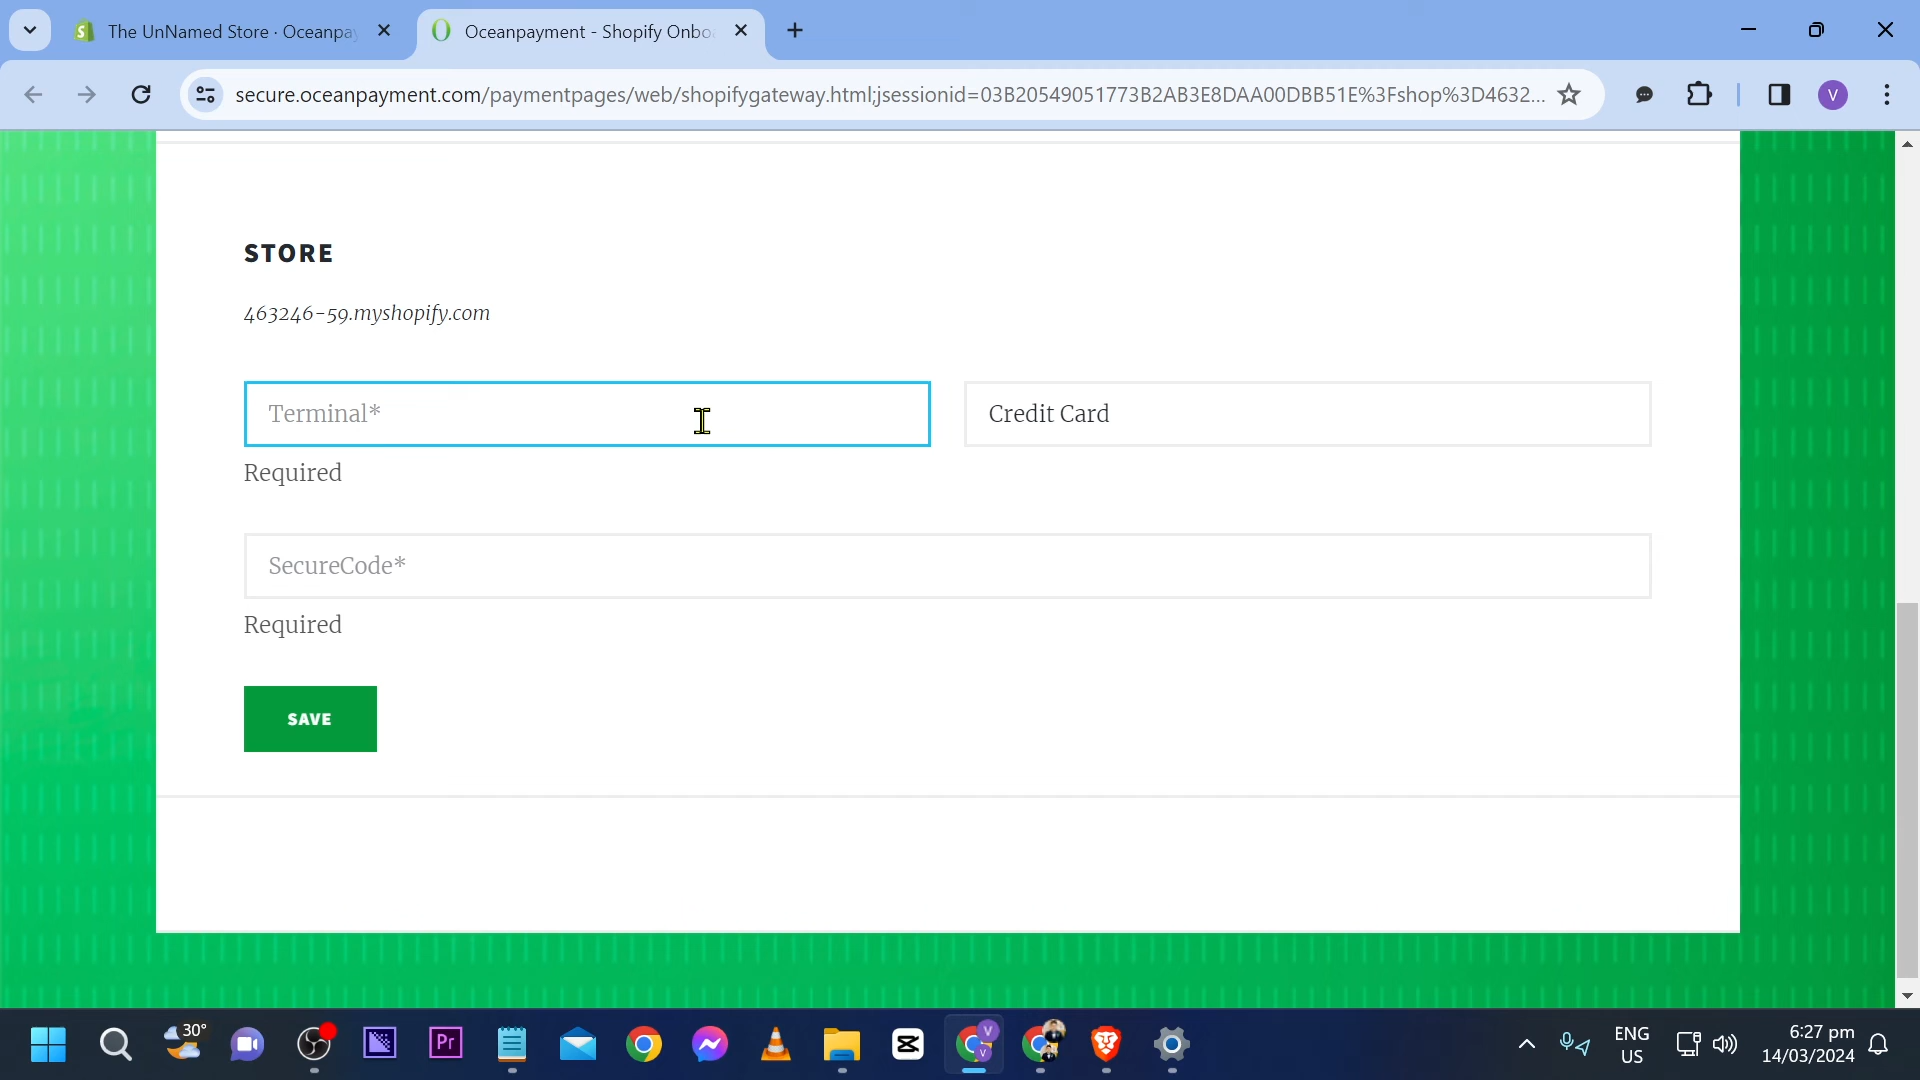 The UnNamed Store · Oceanpa
Oceanpayment - Shopify Onbo
secure.oceanpayment.com/paymentpages/web/shopifygateway.html;jsessionid=03B20549051773B2AB3E8DAA00DBB51E%3Fshop%3D4632...
V
STORE
463246-59.myshopify.com
Terminal*
Credit Card
Required
SecureCode*
Required
SAVE
30°
Pr
V
V
ENG
US
6:27 pm
14/03/2024